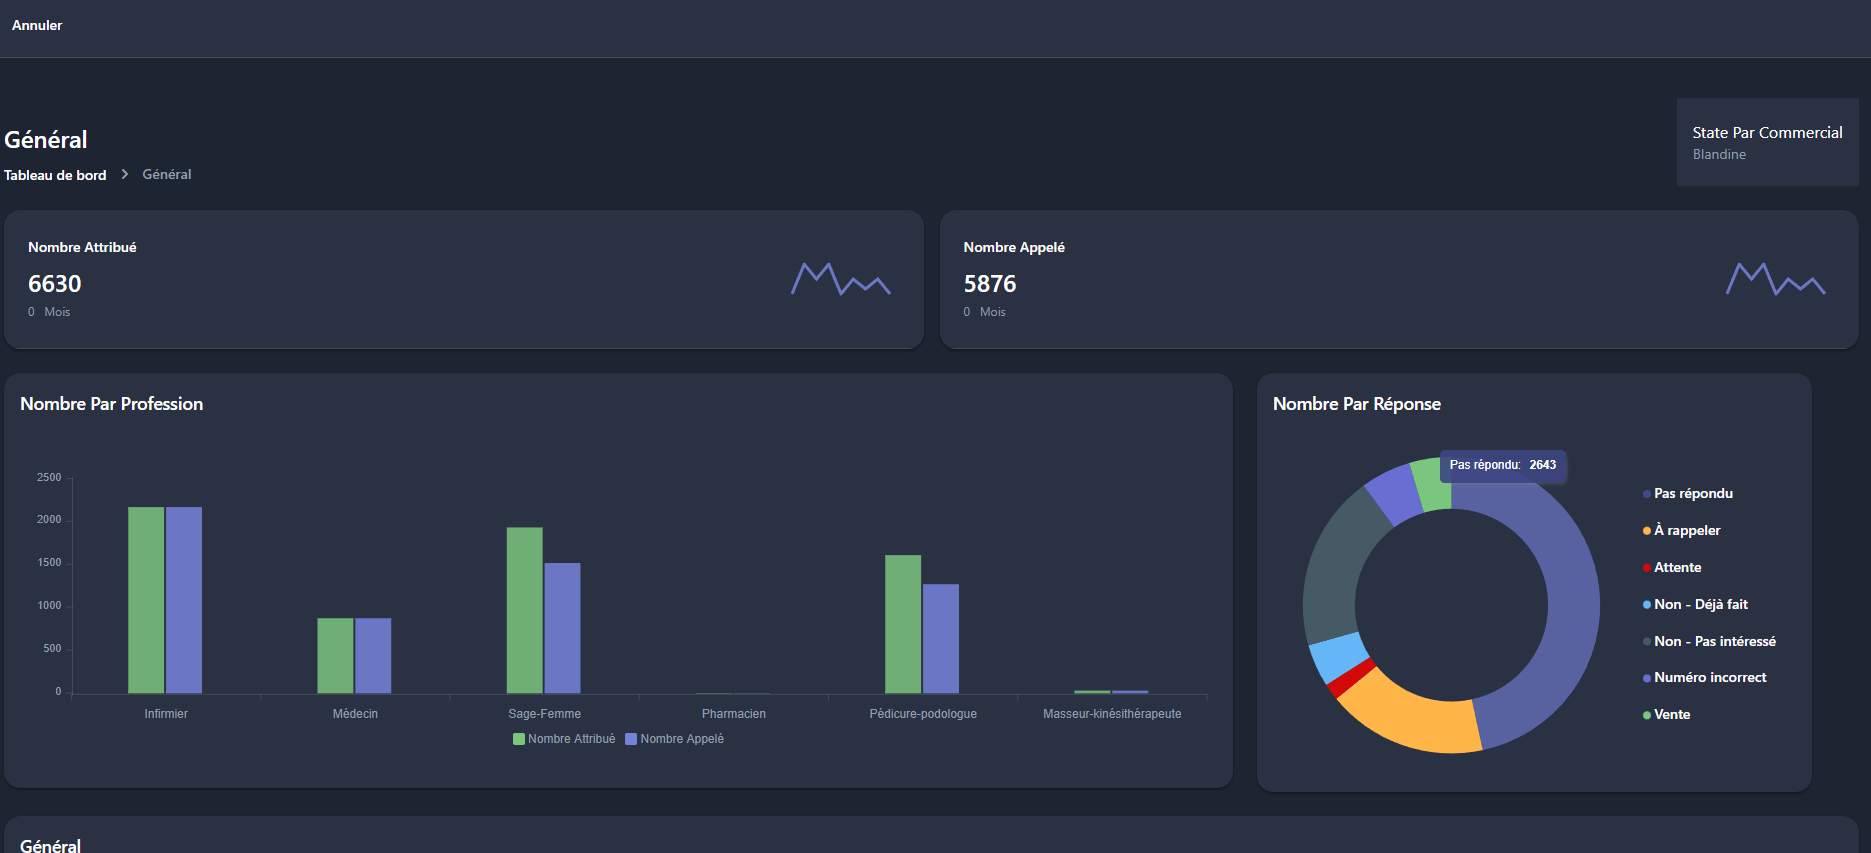 Annuler
Général
Tableau de bord > Général
State Par Commercial
Blandine
Nombre Attribué
6630
0 Mois
Nombre Appelé
5876
0 Mois
Nombre Par Profession
2500
2000
1500
1000
500
0
Infirmier
Médecin
Sage-Femme
Pharmacien
Pédicure-podologue
Masseur-kinésithérapeute
Nombre Attribué
Nombre Appelé
Nombre Par Réponse
Pas répondu: 2643
Pas répondu
À rappeler
Attente
Non - Déjà fait
Non - Pas intéressé
Numéro incorrect
Vente
Général